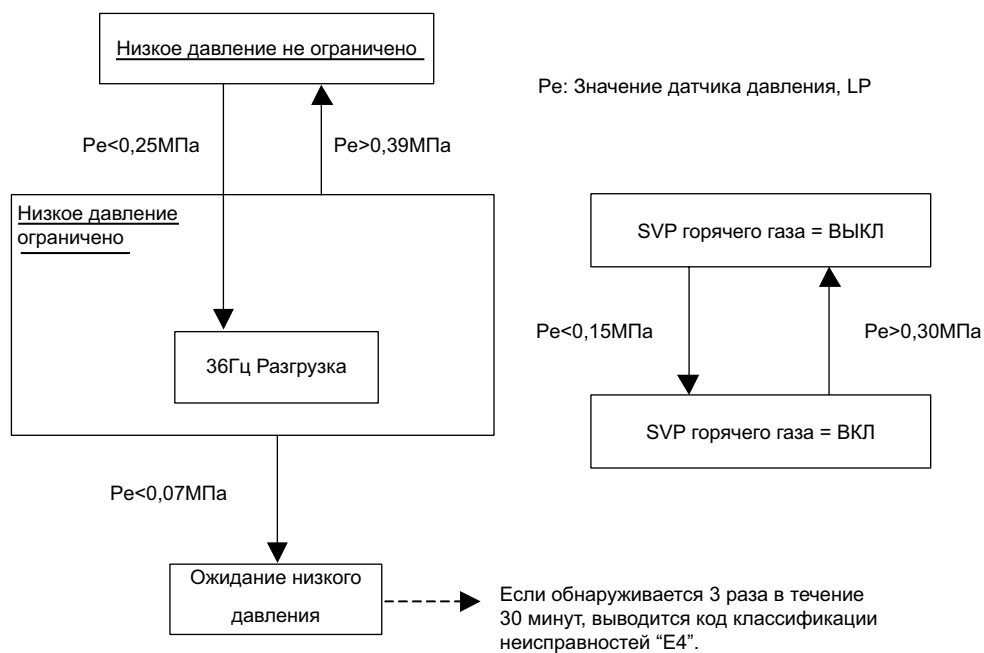 Низкое давление не ограничено
Pe: Значение датчика давления, LP
Pe<0,25МПа
Pe>0,39МПа
Низкое давление
ограничено
36Гц Разгрузка
SVP горячего газа = ВЫКЛ
Pe<0,15МПа
Pe>0,30МПа
SVP горячего газа = ВКЛ
Pe<0,07МПа
Ожидание низкого
давления
Если обнаруживается 3 раза в течение
30 минут, выводится код классификации
неисправностей “E4”.